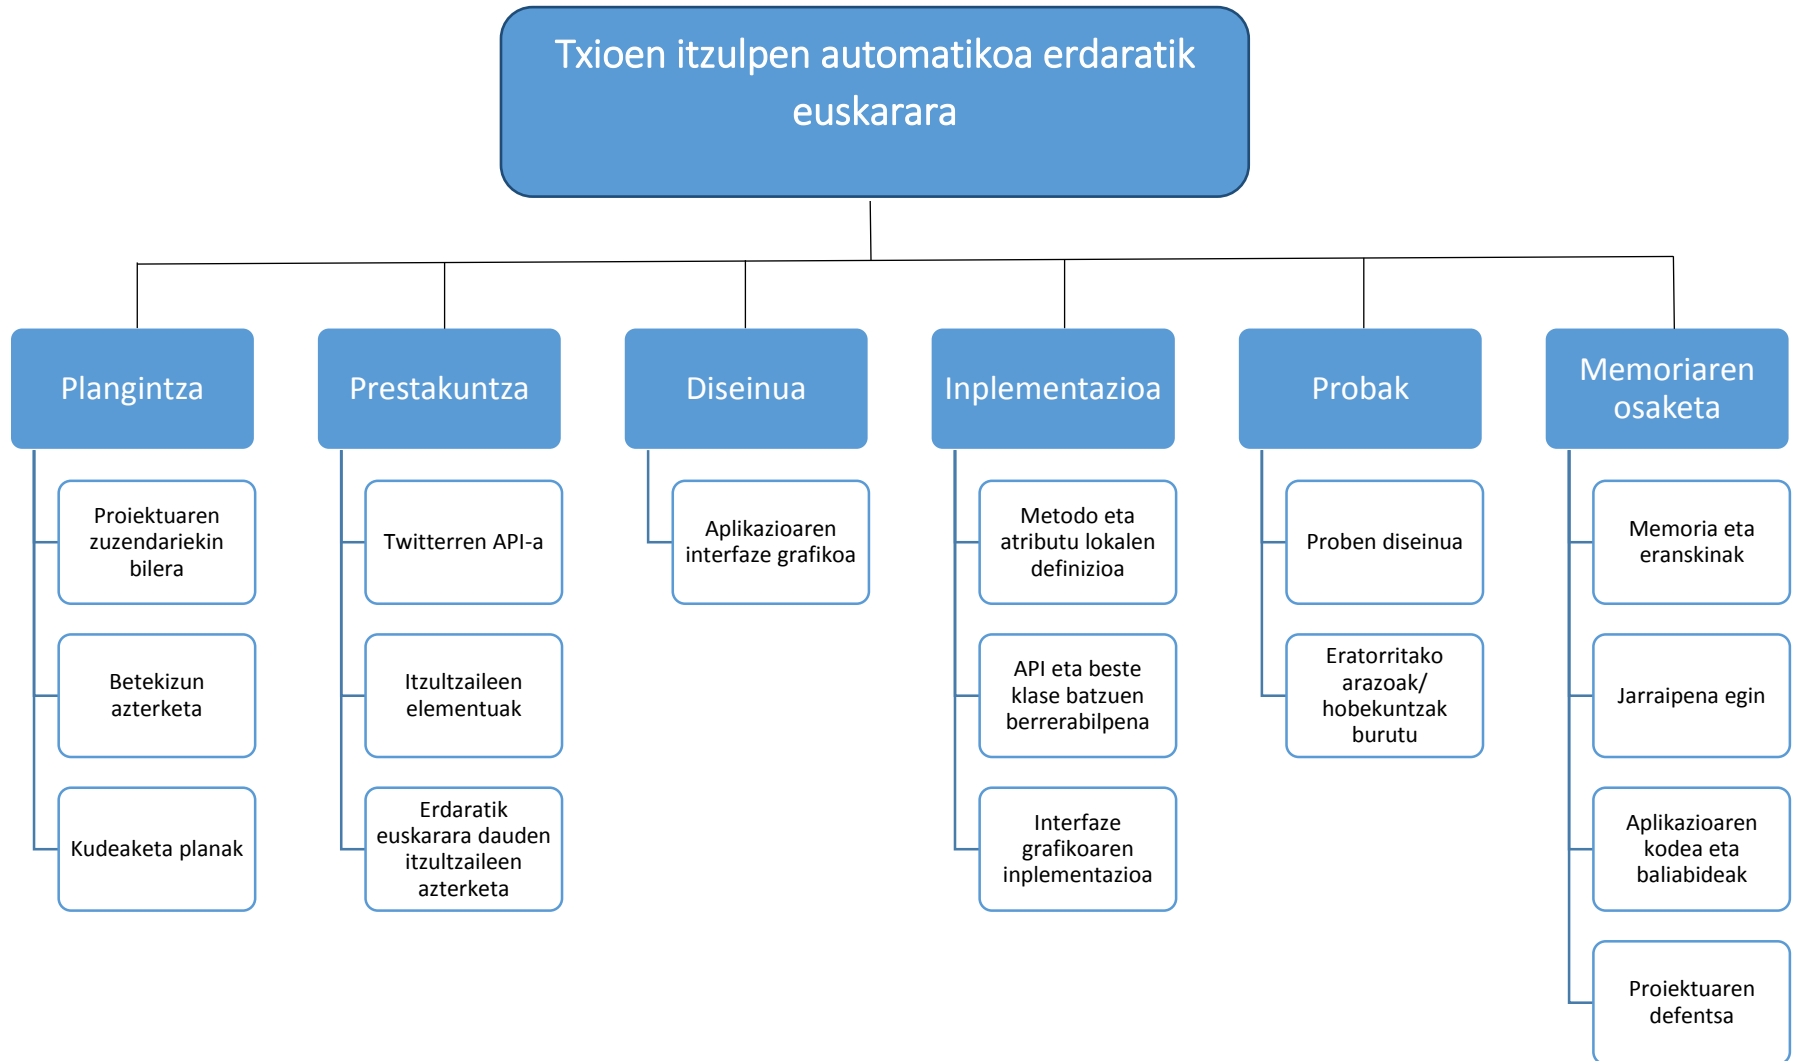 Txioen itzulpen automatikoa erdaratik
euskarara
Plangintza
Proiektuaren
zuzendariekin
bilera
Betekizun
azterketa
Kudeaketa planak
Prestakuntza
Twitterren API-a
Itzultzaileen
elementuak
Erdaratik
euskarara dauden
itzultzaileen
azterketa
Diseinua
Aplikazioaren
interfaze grafikoa
Inplementazioa
Metodo eta
atributu lokalen
definizioa
API eta beste
klase batzuen
berrerabilpena
Interfaze
grafikoaren
inplementazioa
Probak
Proben diseinua
Eratorritako
arazoak/
hobekuntzak
burutu
Memoriaren
osaketa
Memoria eta
eranskinak
Jarraipena egin
Aplikazioaren
kodea eta
baliabideak
Proiektuaren
defentsa